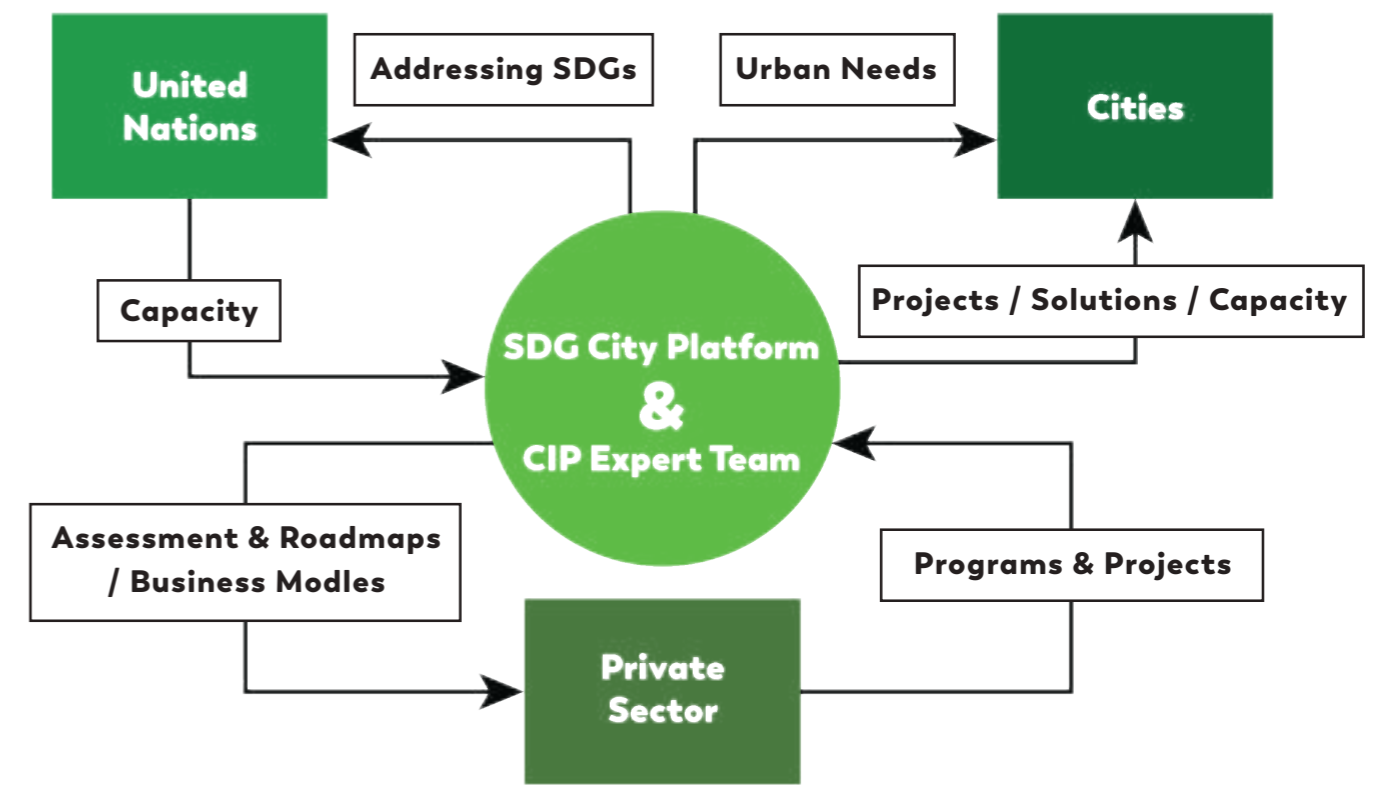 United
Nations
Addressing SDGs
Urban Needs
Cities
Capacity
Projects / Solutions / Capacity
SDG City Platform
&
CIP Expert Team
Assessment & Roadmaps
/ Business Modles
Programs & Projects
Private
Sector